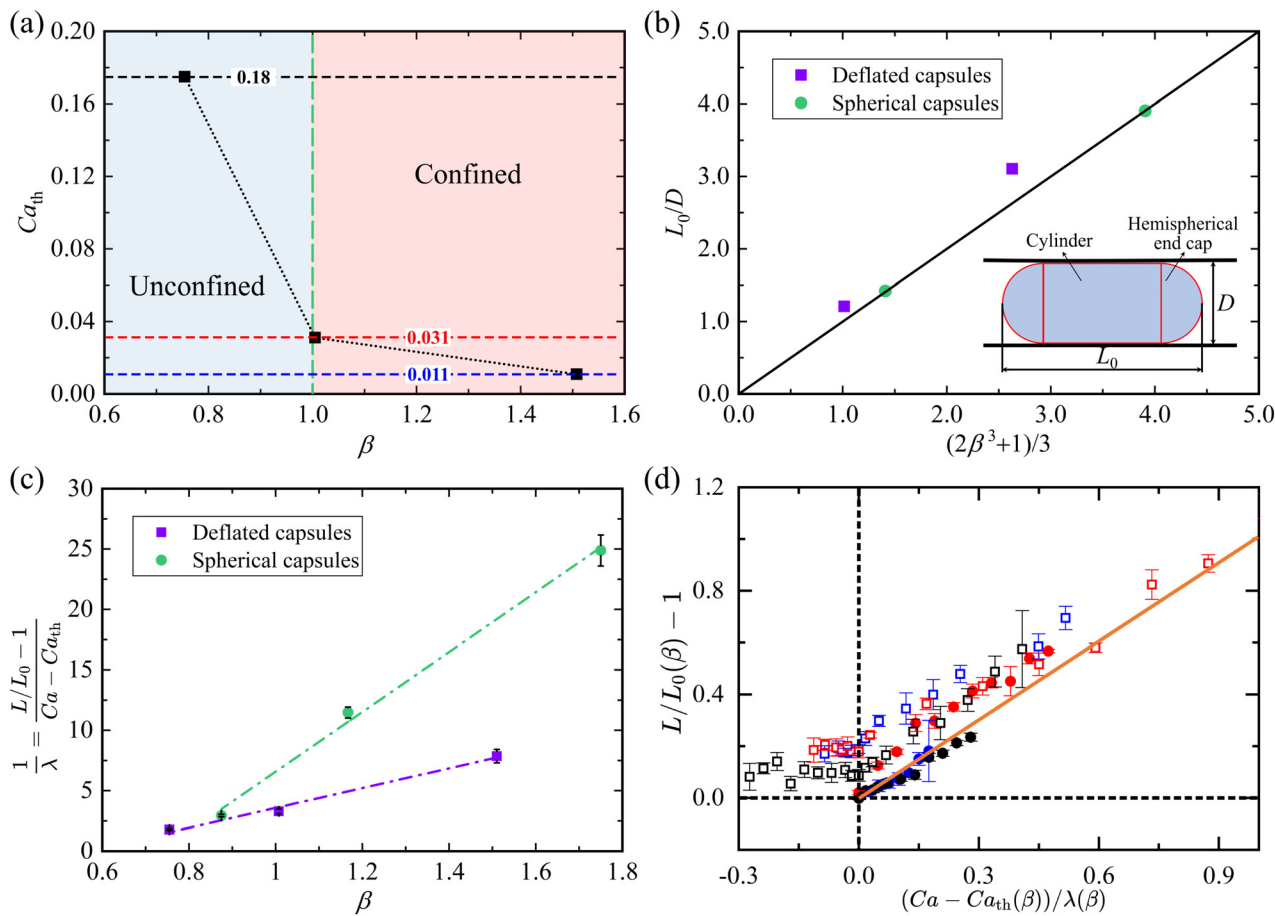 (a)
0.20
0.16
0.12
0.08
0.04
0.00
Ca_th
0.18
Confined
Unconfined
0.031
0.011
0.6 0.8 1.0 1.2 1.4 1.6
β
(b)
5.0
4.0
3.0
2.0
1.0
0.0
L₀/D
Deflated capsules
Spherical capsules
Cylinder
Hemispherical
end cap
D
L₀
0.0 1.0 2.0 3.0 4.0 5.0
(2β³+1)/3
(c)
30
25
20
15
10
5
0
1/λ = (L/L₀ − 1)/(Ca − Ca_th)
Deflated capsules
Spherical capsules
0.6 0.8 1.0 1.2 1.4 1.6 1.8
β
(d)
1.2
0.8
0.4
0.0
L/L₀(β) − 1
-0.3 0.0 0.3 0.6 0.9
(Ca − Ca_th(β))/λ(β)